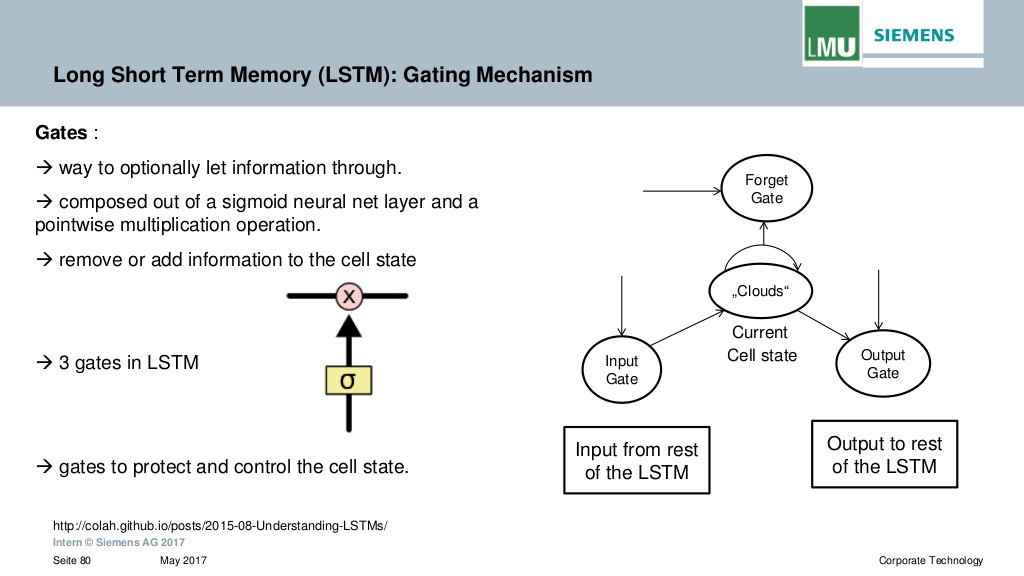 LMU SIEMENS
Long Short Term Memory (LSTM): Gating Mechanism
Gates :
→ way to optionally let information through.
→ composed out of a sigmoid neural net layer and a
pointwise multiplication operation.
→ remove or add information to the cell state
X
σ
→ 3 gates in LSTM
→ gates to protect and control the cell state.
Forget
Gate
„Clouds“
Current
Cell state
Input
Gate
Output
Gate
Input from rest
of the LSTM
Output to rest
of the LSTM
http://colah.github.io/posts/2015-08-Understanding-LSTMs/
Intern © Siemens AG 2017
Seite 80 May 2017 Corporate Technology